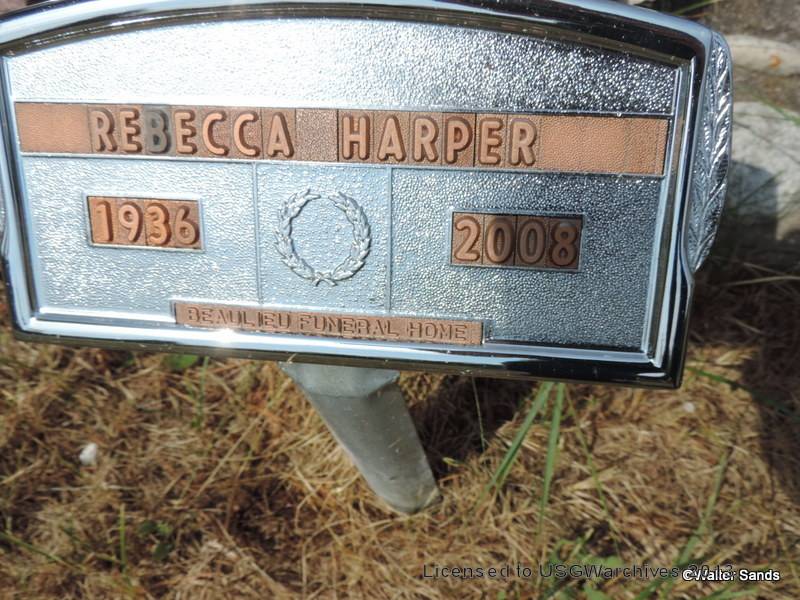 REBECCA HARPER
1936 2008
BEAULIEU FUNERAL HOME
Licensed to USGWarchives 2013
©Walter Sands